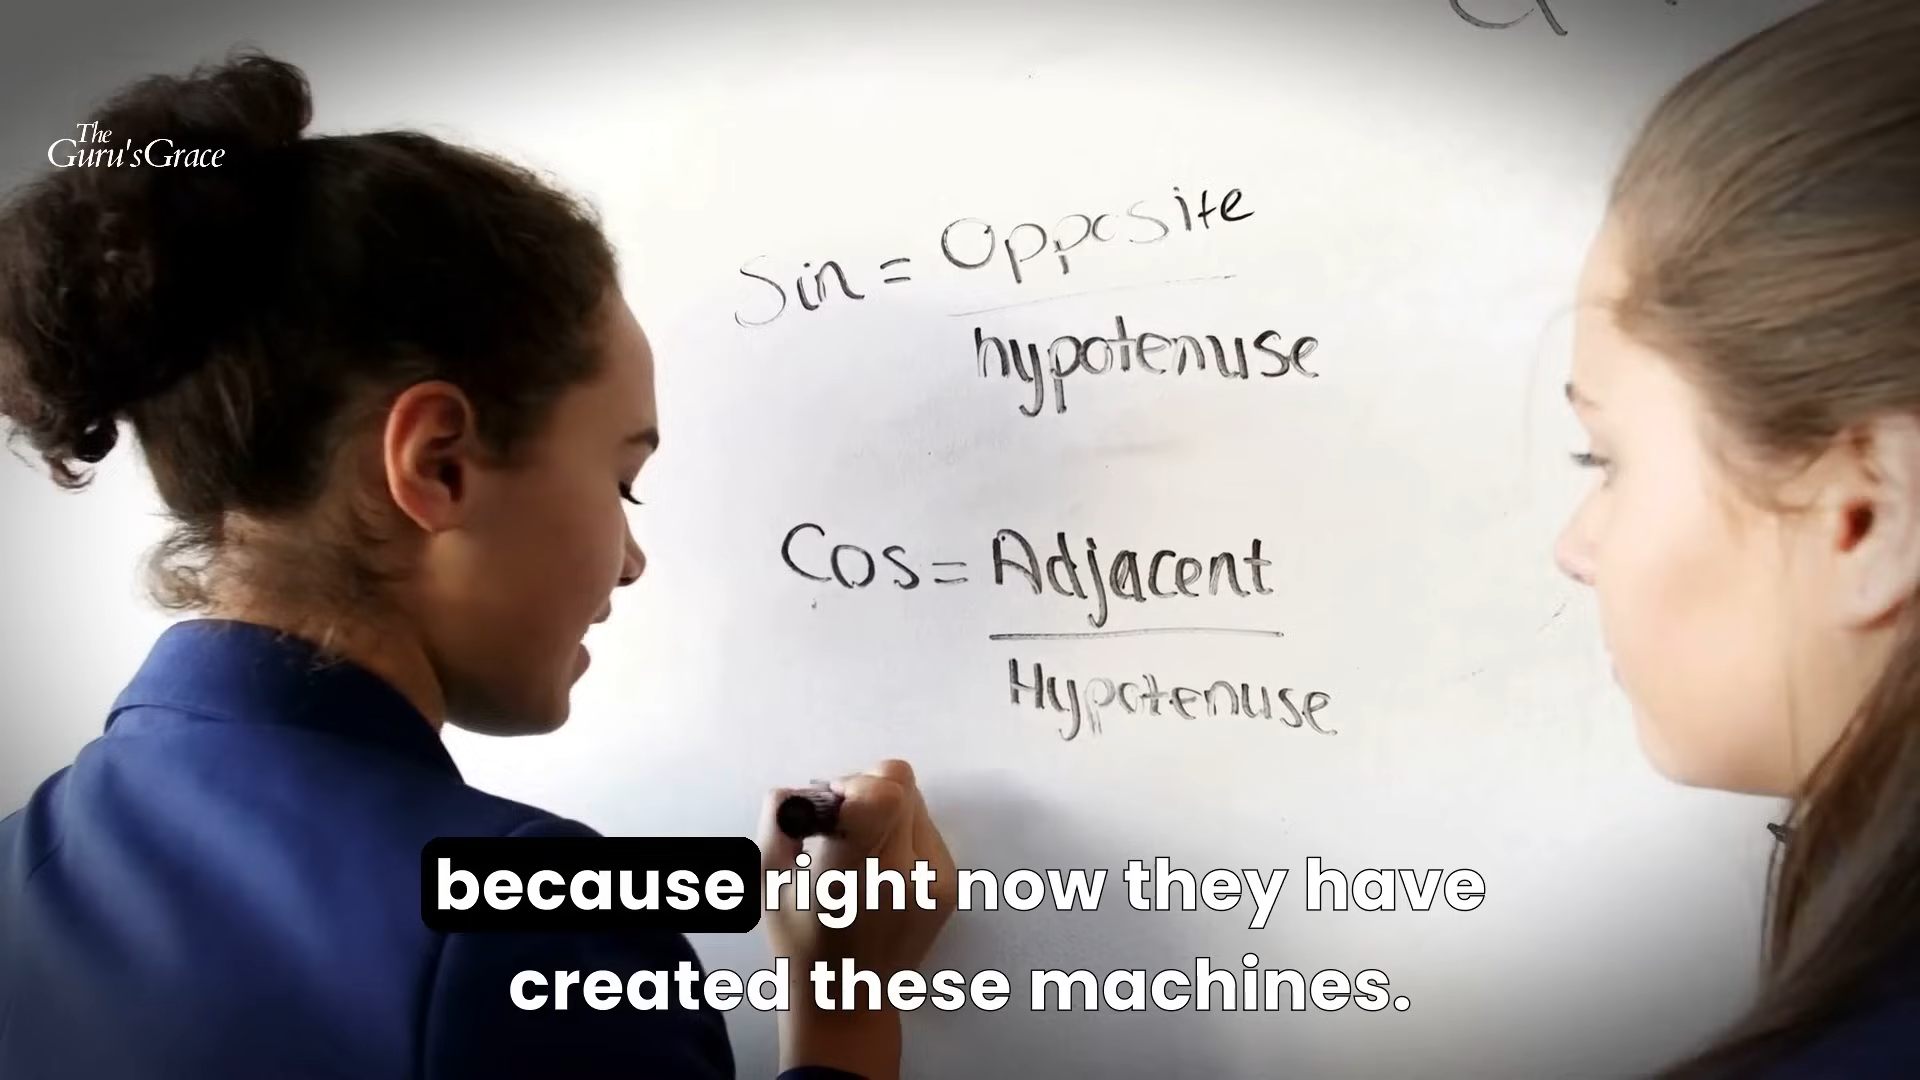 The
Guru's Grace
Sin = Opposite
hypotenuse
Cos = Adjacent
Hypotenuse
because right now they have
created these machines.